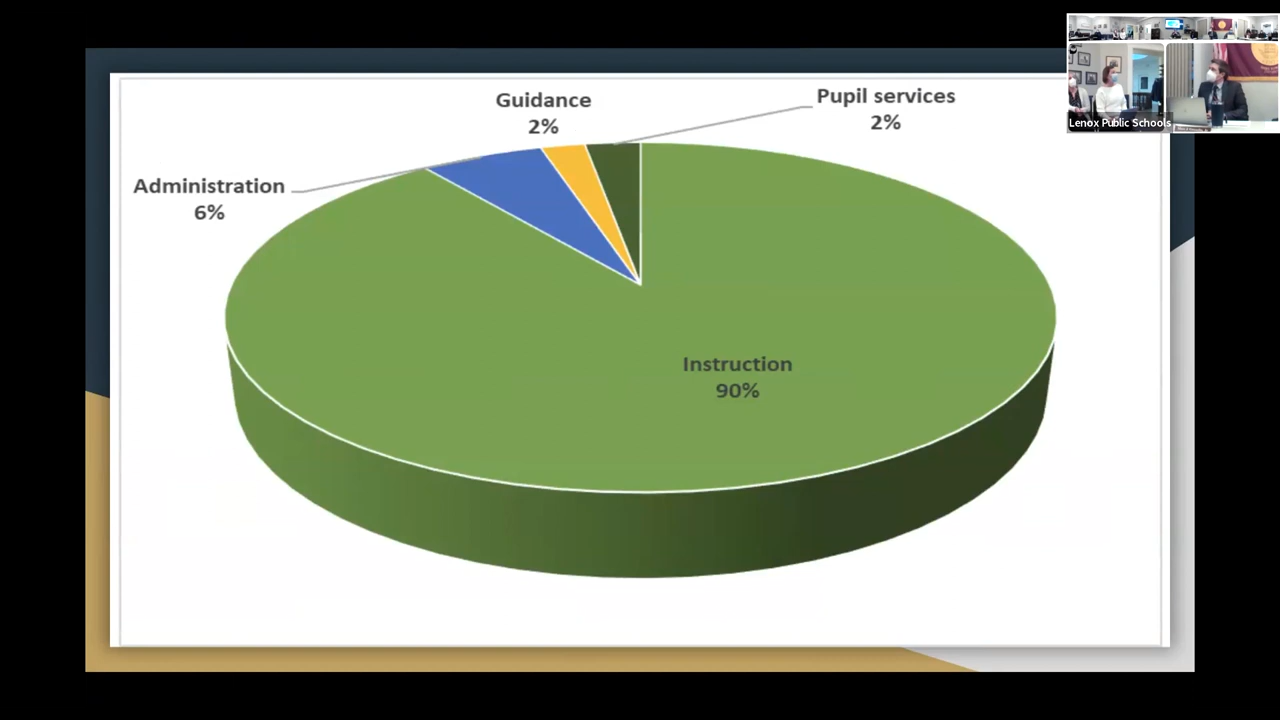 Guidance
2%
Pupil services
2%
Administration
6%
Instruction
90%
Lenox Public Schools